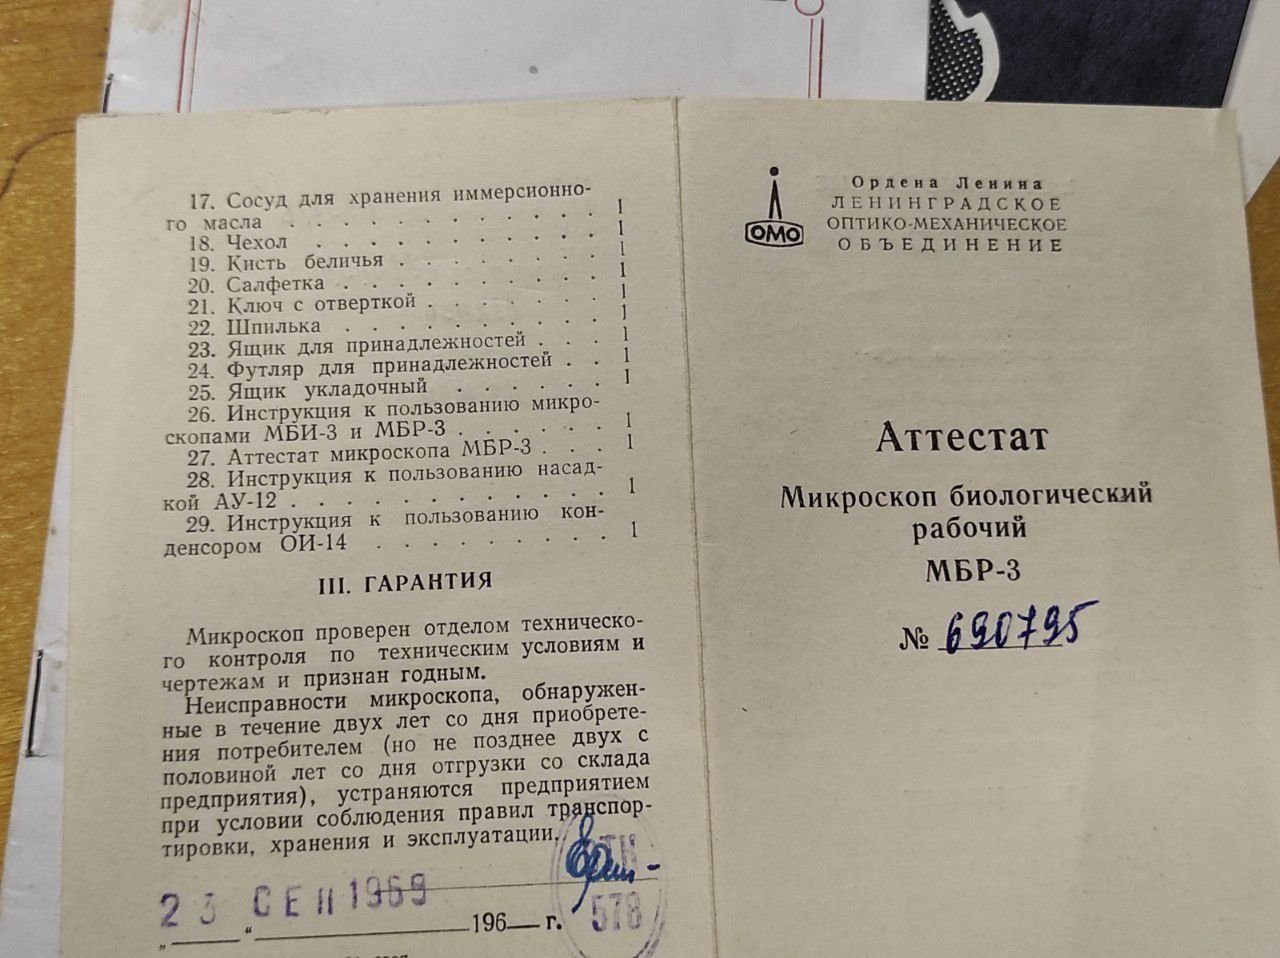 17. Сосуд для хранения иммерсионно-
го масла . . . . . . . . . . . . 1
18. Чехол . . . . . . . . . . . 1
19. Кисть беличья . . . . . . . . 1
20. Салфетка . . . . . . . . . . 1
21. Ключ с отверткой . . . . . . . 1
22. Шпилька . . . . . . . . . . 1
23. Ящик для принадлежностей . . . 1
24. Футляр для принадлежностей . . 1
25. Ящик укладочный . . . . . . 1
26. Инструкция к пользованию микро-
скопами МБИ-3 и МБР-3 . . . . . . 1
27. Аттестат микроскопа МБР-3 . . . 1
28. Инструкция к пользованию насад-
кой АУ-12 . . . . . . . . . . . 1
29. Инструкция к пользованию кон-
денсором ОИ-14 . . . . . . . . . 1
III. ГАРАНТИЯ
Микроскоп проверен отделом техническо-
го контроля по техническим условиям и
чертежам и признан годным.
Неисправности микроскопа, обнаружен-
ные в течение двух лет со дня приобрете-
ния потребителем (но не позднее двух с
половиной лет со дня отгрузки со склада
предприятия), устраняются предприятием
при условии соблюдения правил транспор-
тировки, хранения и эксплуатации.
ТК
578
23 СЕН 1969
„ “ 196 г.
ЛОМО
Ордена Ленина
ЛЕНИНГРАДСКОЕ
ОПТИКО-МЕХАНИЧЕСКОЕ
ОБЪЕДИНЕНИЕ
Аттестат
Микроскоп биологический
рабочий
МБР-3
№ 690795